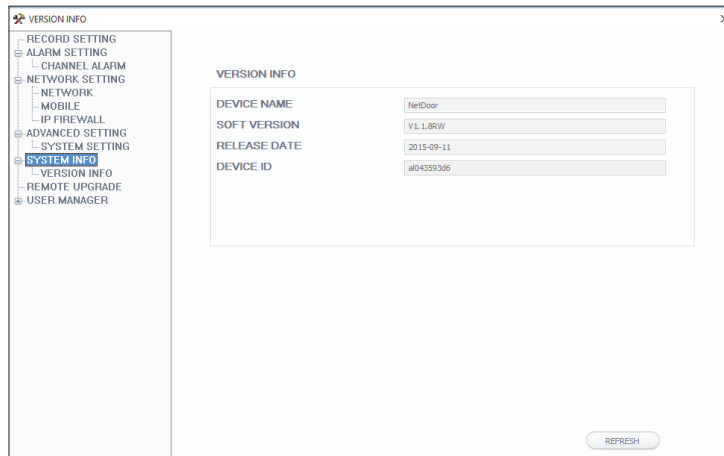 VERSION INFO
RECORD SETTING
ALARM SETTING
CHANNEL ALARM
NETWORK SETTING
NETWORK
MOBILE
IP FIREWALL
ADVANCED SETTING
SYSTEM SETTING
SYSTEM INFO
VERSION INFO
REMOTE UPGRADE
USER MANAGER
VERSION INFO
DEVICE NAME NetDoor
SOFT VERSION V1.1.8RW
RELEASE DATE 2015-09-11
DEVICE ID al043593d6
REFRESH